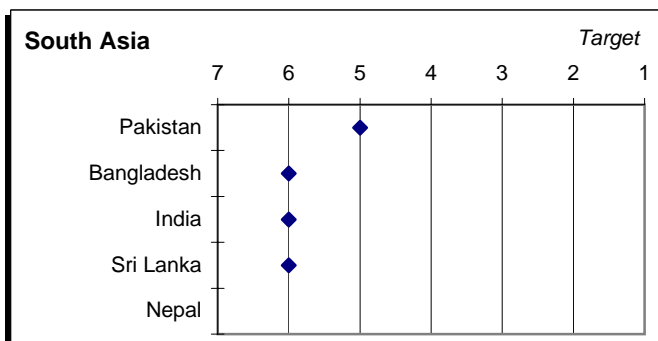 South Asia
Target
7 6 5 4 3 2 1
Pakistan
Bangladesh
India
Sri Lanka
Nepal